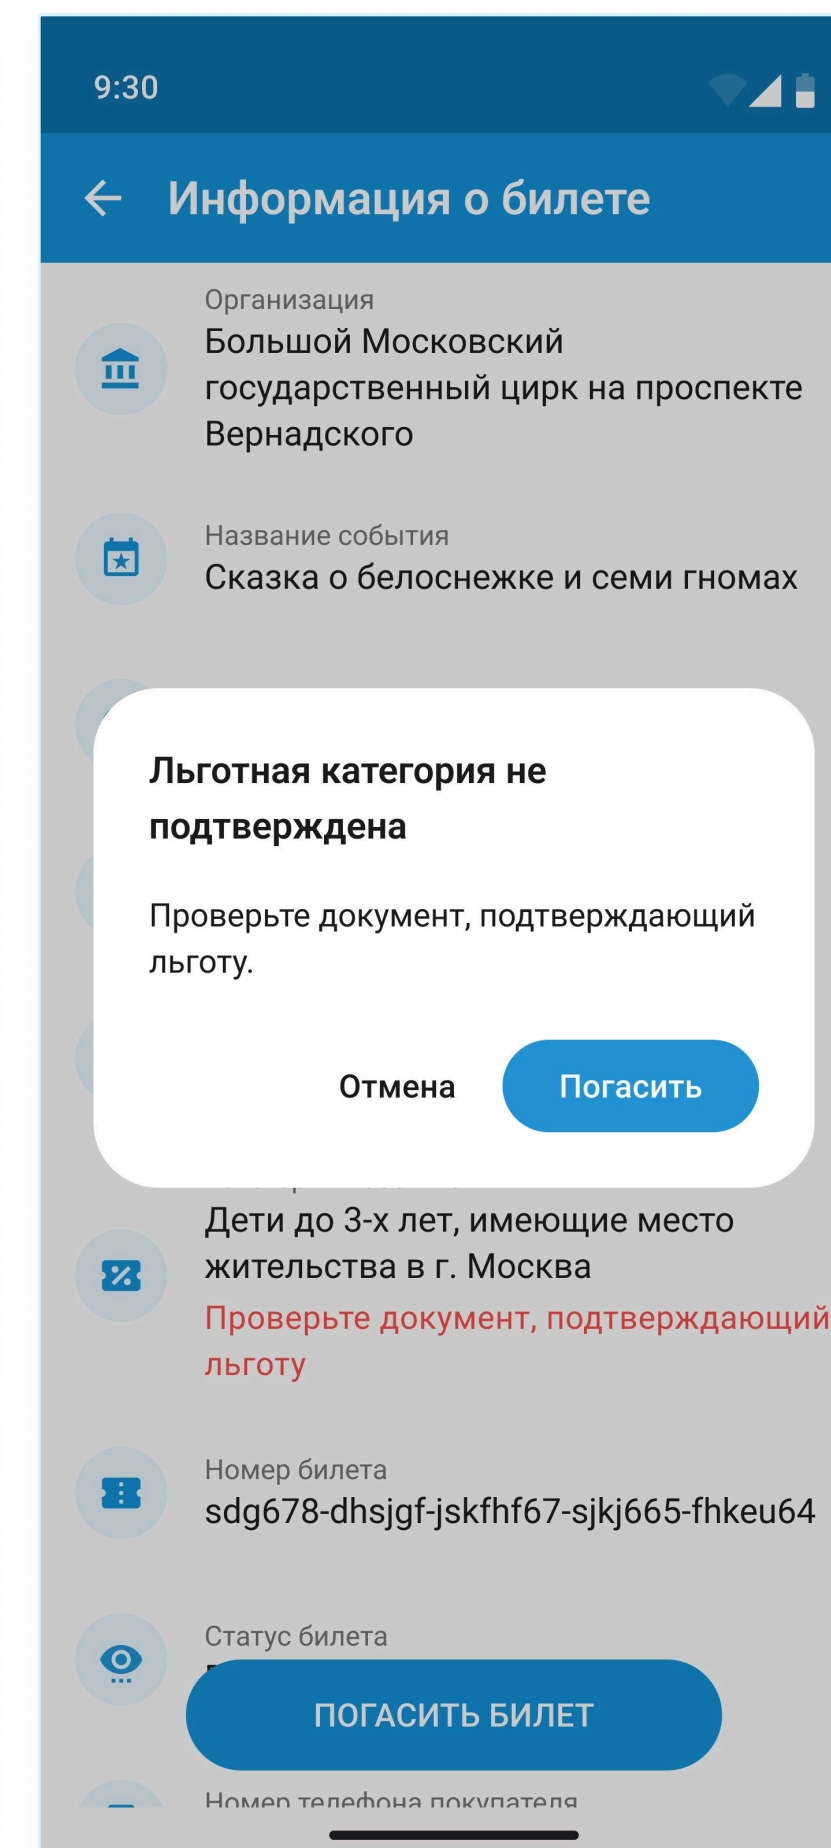 9:30
Информация о билете
Организация
Большой Московский
государственный цирк на проспекте
Вернадского
Название события
Сказка о белоснежке и семи гномах
Льготная категория не
подтверждена
Проверьте документ, подтверждающий
льготу.
Отмена
Погасить
Дети до 3-х лет, имеющие место
жительства в г. Москва
Проверьте документ, подтверждающий
льготу
Номер билета
sdg678-dhsjgf-jskfhf67-sjkj665-fhkeu64
Статус билета
ПОГАСИТЬ БИЛЕТ
Номер телефона покупателя